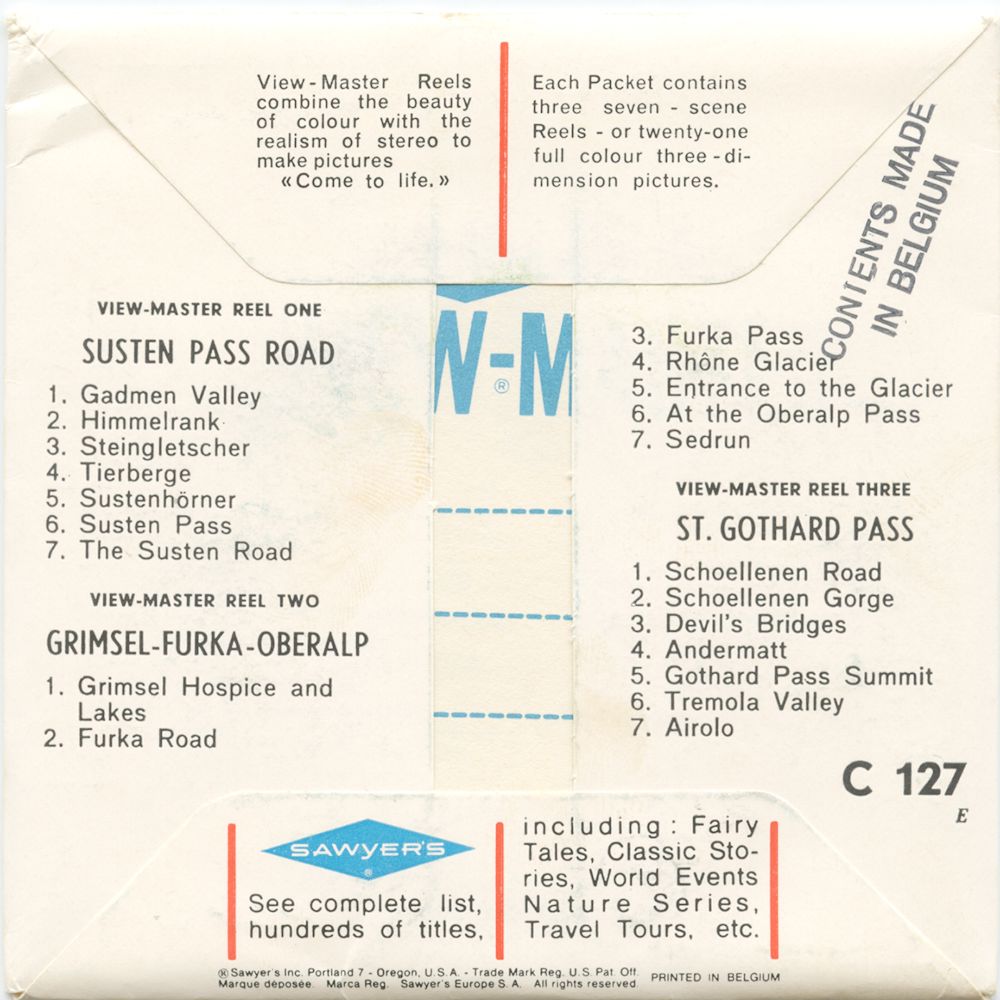 View-Master Reels
combine the beauty
of colour with the
realism of stereo to
make pictures
«Come to life.»
Each Packet contains
three seven - scene
Reels - or twenty-one
full colour three-di-
mension pictures.
CONTENTS MADE
IN BELGIUM
W-M
®
VIEW-MASTER REEL ONE
SUSTEN PASS ROAD
1. Gadmen Valley
2. Himmelrank
3. Steingletscher
4. Tierberge
5. Sustenhörner
6. Susten Pass
7. The Susten Road
VIEW-MASTER REEL TWO
GRIMSEL-FURKA-OBERALP
1. Grimsel Hospice and
Lakes
2. Furka Road
3. Furka Pass
4. Rhône Glacier
5. Entrance to the Glacier
6. At the Oberalp Pass
7. Sedrun
VIEW-MASTER REEL THREE
ST. GOTHARD PASS
1. Schoellenen Road
2. Schoellenen Gorge
3. Devil's Bridges
4. Andermatt
5. Gothard Pass Summit
6. Tremola Valley
7. Airolo
C 127
E
SAWYER'S
®
See complete list,
hundreds of titles,
including: Fairy
Tales, Classic Sto-
ries, World Events
Nature Series,
Travel Tours, etc.
® Sawyer's Inc. Portland 7 - Oregon, U.S.A. - Trade Mark Reg. U.S. Pat. Off.
Marque déposée. Marca Reg. Sawyer's Europe S.A. All rights reserved.
PRINTED IN BELGIUM